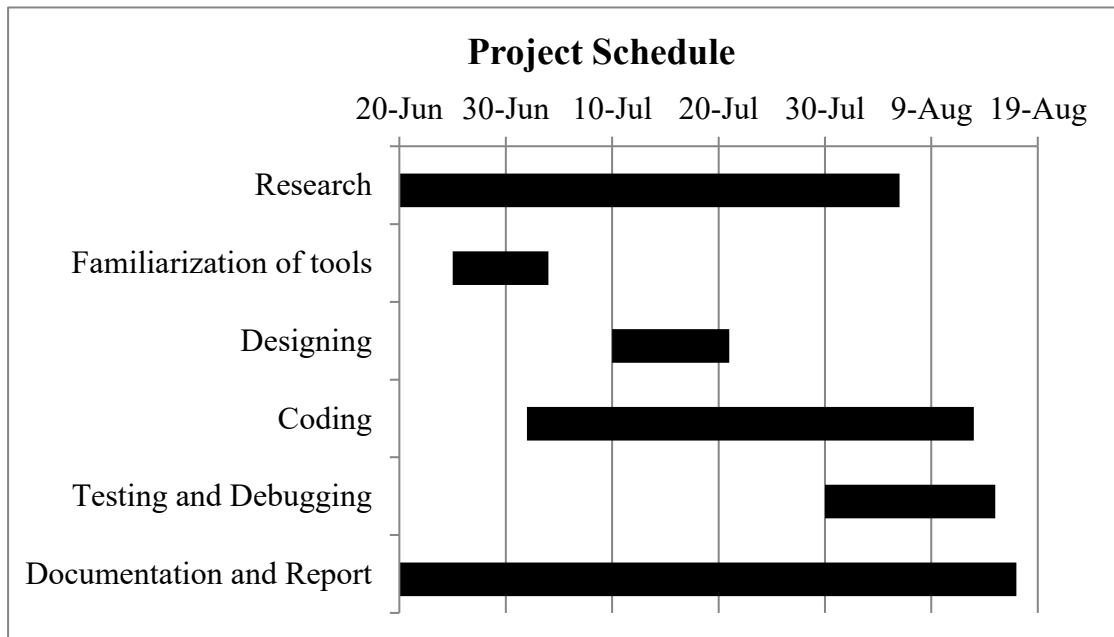 Project Schedule
20-Jun 30-Jun 10-Jul 20-Jul 30-Jul 9-Aug 19-Aug
Research
Familiarization of tools
Designing
Coding
Testing and Debugging
Documentation and Report